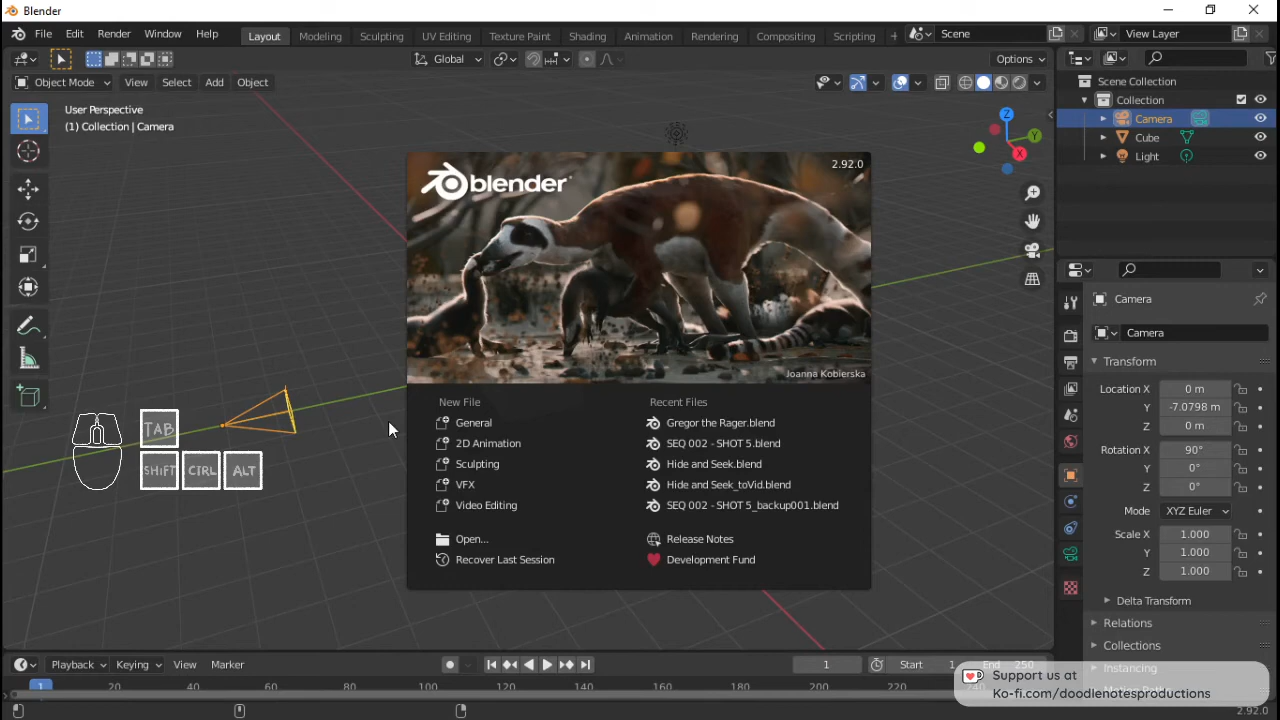 Blender
File Edit Render Window Help Layout Modeling Sculpting UV Editing Texture Paint Shading Animation Rendering Compositing Scripting + Scene View Layer
Global Options
Object Mode View Select Add Object
User Perspective
(1) Collection | Camera
Scene Collection
Collection
Camera
Cube
Light
Z
Y
X
blender
2.92.0
Joanna Kobierska
New File
General
2D Animation
Sculpting
VFX
Video Editing
Open...
Recover Last Session
Recent Files
Gregor the Rager.blend
SEQ 002 - SHOT 5.blend
Hide and Seek.blend
Hide and Seek_toVid.blend
SEQ 002 - SHOT 5_backup001.blend
Release Notes
Development Fund
TAB
SHIFT CTRL ALT
Camera
Camera
Transform
Location X 0 m
Y -7.0798 m
Z 0 m
Rotation X 90°
Y 0°
Z 0°
Mode XYZ Euler
Scale X 1.000
Y 1.000
Z 1.000
Delta Transform
Relations
Collections
Instancing
Playback Keying View Marker 1 Start 1 End 250
1 20 40 60 80 100 120 140 160 180 200 220 240
Support us at
Ko-fi.com/doodlenotesproductions
2.92.0